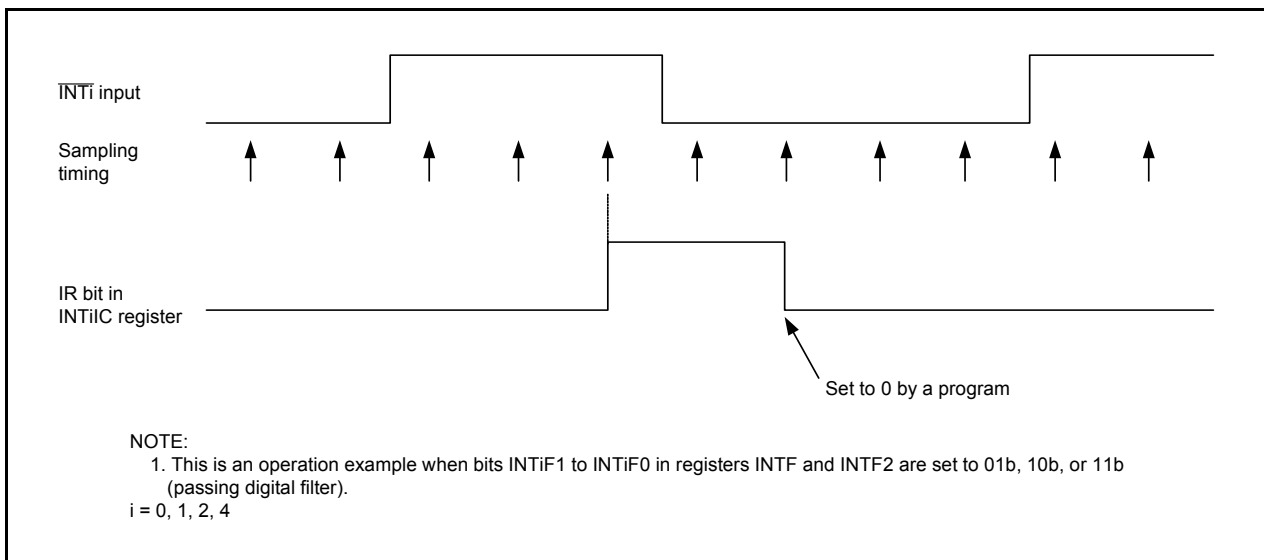 INTi input
Sampling
timing
IR bit in
INTiIC register
Set to 0 by a program
NOTE:
1. This is an operation example when bits INTiF1 to INTiF0 in registers INTF and INTF2 are set to 01b, 10b, or 11b
(passing digital filter).
i = 0, 1, 2, 4